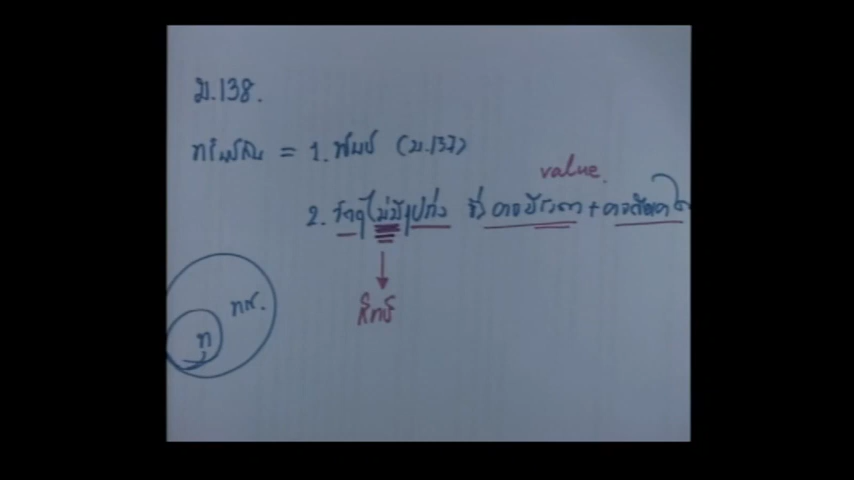 ม.138.
ทรัพย์สิน = 1. ทรัพย์ (ม.137)
value.
2. วัตถุไม่มีรูปร่าง ซึ่งอาจมีราคา + อาจถือเอาได้
สิทธิ
ทส.
ท